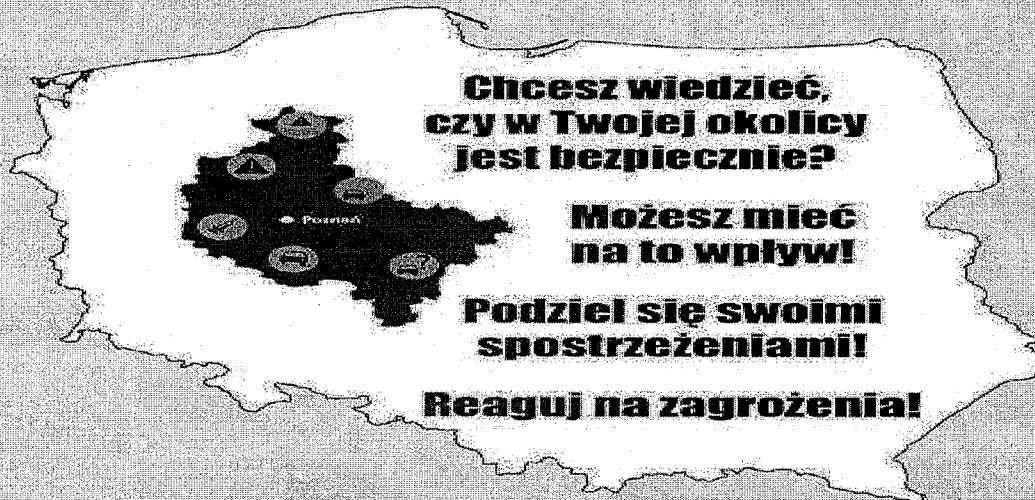 Chcesz wiedzieć,
czy w Twojej okolicy
jest bezpiecznie?
Poznań
Możesz mieć
na to wpływ!
Podziel się swoimi
spostrzeżeniami!
Reaguj na zagrożenia!